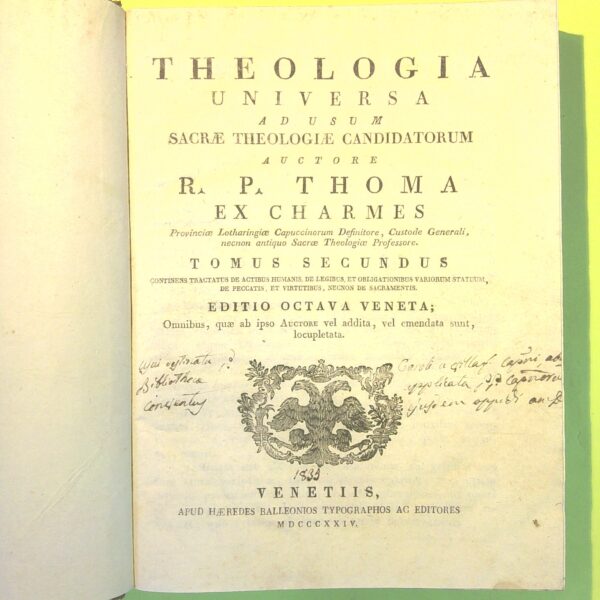 THEOLOGIA
UNIVERSA
AD USUM
SACRÆ THEOLOGIÆ CANDIDATORUM
AUCTORE
R. P. THOMA
EX CHARMES
Provinciæ Lotharingiæ Capuccinorum Definitore, Custode Generali,
necnon antiquo Sacræ Theologiæ Professore.
TOMUS SECUNDUS
CONTINENS TRACTATUS DE ACTIBUS HUMANIS, DE LEGIBUS, ET OBLIGATIONIBUS VARIORUM STATUUM,
DE PECCATIS, ET VIRTUTIBUS, NECNON DE SACRAMENTIS.
EDITIO OCTAVA VENETA;
Omnibus, quæ ab ipso AUCTORE vel addita, vel emendata sunt,
locupletata.
Bibliotheca
applicata
1835
VENETIIS,
APUD HÆREDES BALLEONIOS TYPOGRAPHOS AC EDITORES
MDCCCXXIV.